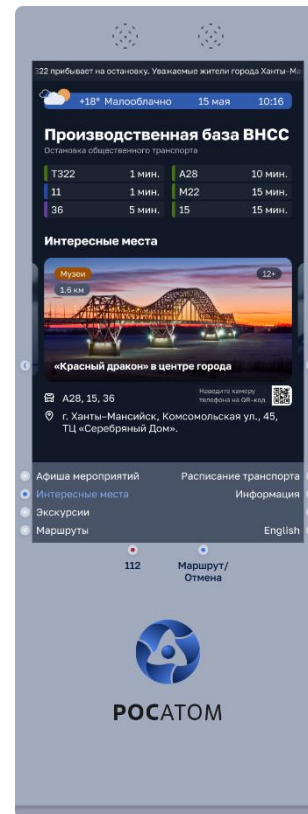 322 прибывает на остановку. Уважаемые жители города Ханты-Ма
+18° Малооблачно 15 мая 10:16
Производственная база ВНСС
Остановка общественного транспорта
Т322 1 мин. А28 10 мин.
11 1 мин. М22 15 мин.
36 5 мин. 15 15 мин.
Интересные места
Музеи 12+
1,6 км
«Красный дракон» в центре города
А28, 15, 36
Наведите камеру
телефона на QR-код
г. Ханты-Мансийск, Комсомольская ул., 45,
ТЦ «Серебряный Дом».
Афиша мероприятий Расписание транспорта
Интересные места Информация
Экскурсии
Маршруты English
112 Маршрут/
Отмена
РОСАТОМ